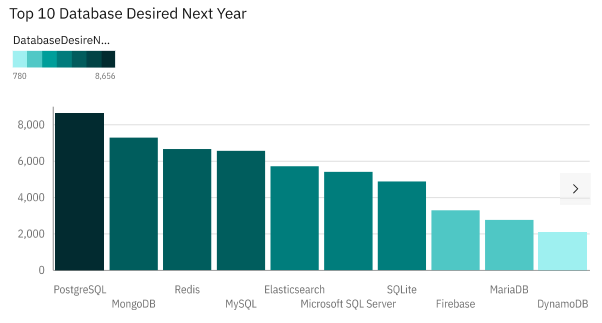 Top 10 Database Desired Next Year
DatabaseDesireN...
780 8,656
8,000
6,000
4,000
2,000
0
PostgreSQL Redis Elasticsearch SQLite MariaDB
MongoDB MySQL Microsoft SQL Server Firebase DynamoDB